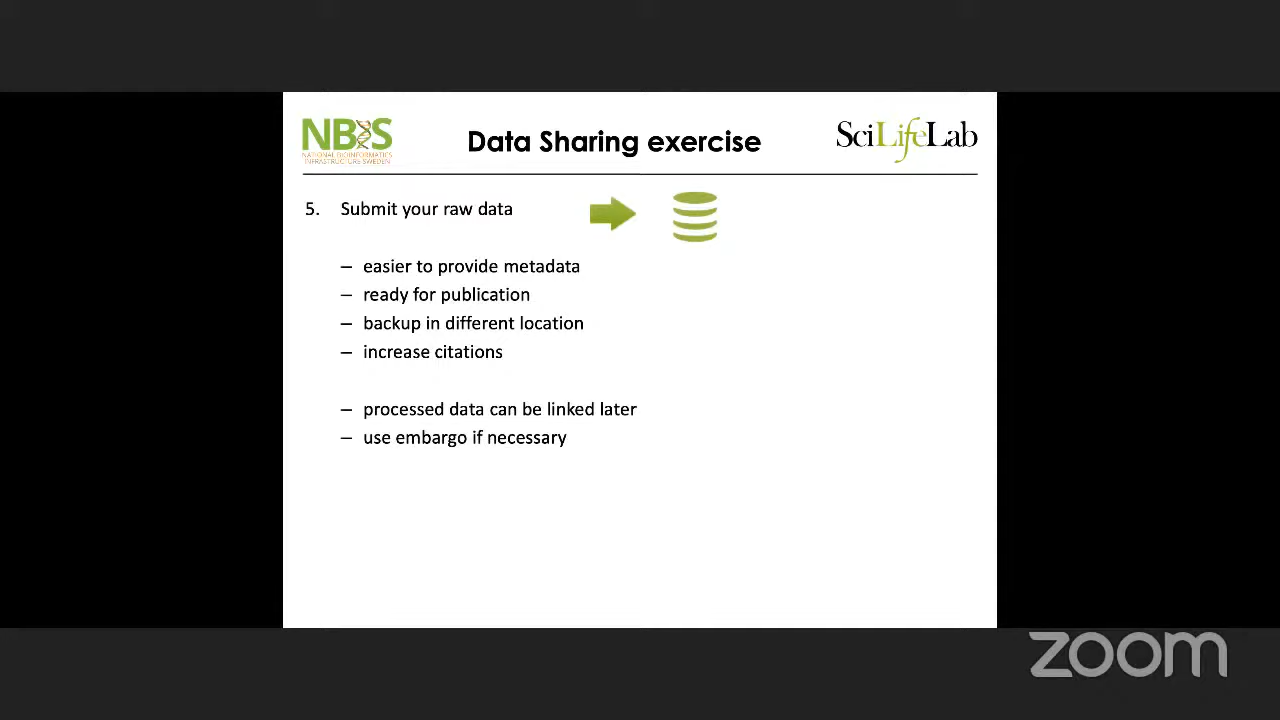 NBIS
NATIONAL BIOINFORMATICS
INFRASTRUCTURE SWEDEN
Data Sharing exercise
SciLifeLab
5. Submit your raw data
– easier to provide metadata
– ready for publication
– backup in different location
– increase citations
– processed data can be linked later
– use embargo if necessary
zoom